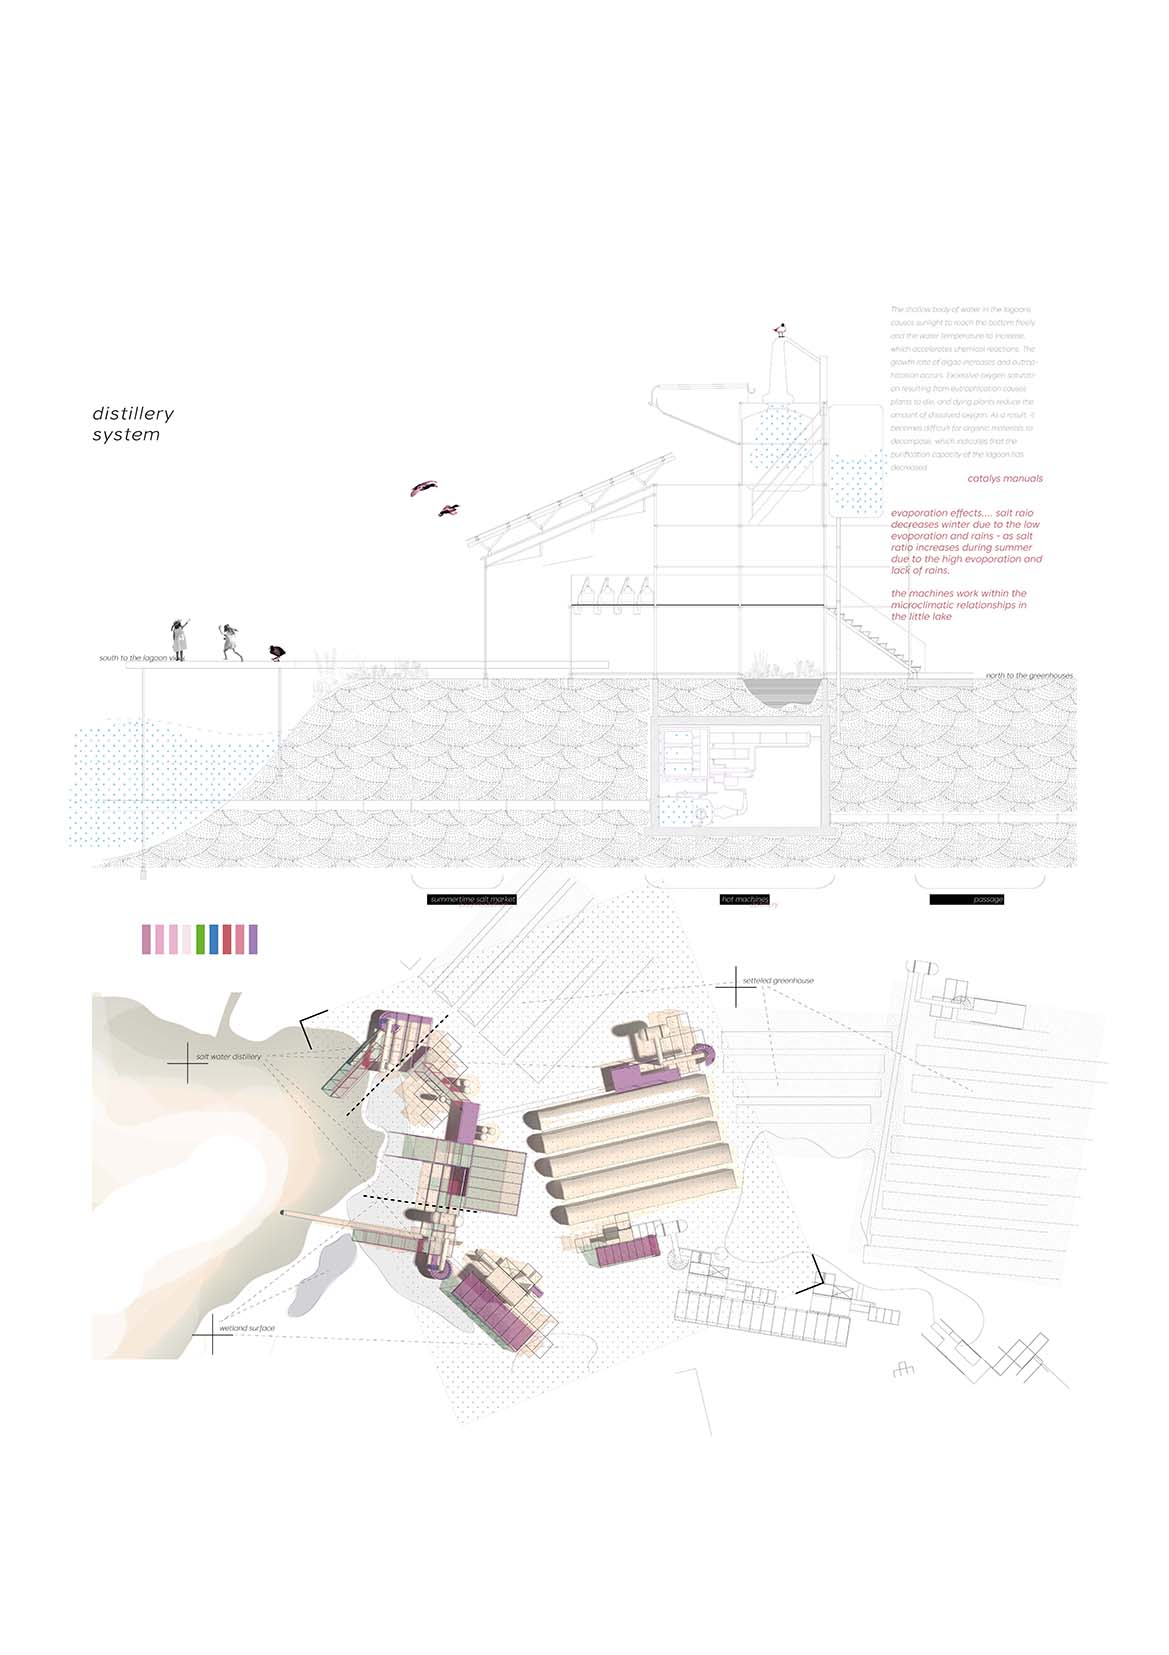 The shallow body of water in the lagoons
causes sunlight to reach the bottom freely
and the water temperature to increase,
which accelerates chemical reactions. The
growth rate of algae increases and eutrop-
hication occurs. Excessive oxygen saturati-
on resulting from eutrophication causes
plants to die, and dying plants reduce the
amount of dissolved oxygen. As a result, it
becomes difficult for organic materials to
decompose, which indicates that the
purification capacity of the lagoon has
decreased.
distillery
system
catalys manuals
evaporation effects.... salt raio
decreases winter due to the low
evaporation and rains - as salt
ratio increases during summer
due to the high evaporation and
lack of rains.
the machines work within the
microclimatic relationships in
the little lake
south to the lagoon
north to the greenhouses
summertime salt market
hot machines
passage
setteled greenhouse
salt water distillery
wetland surface